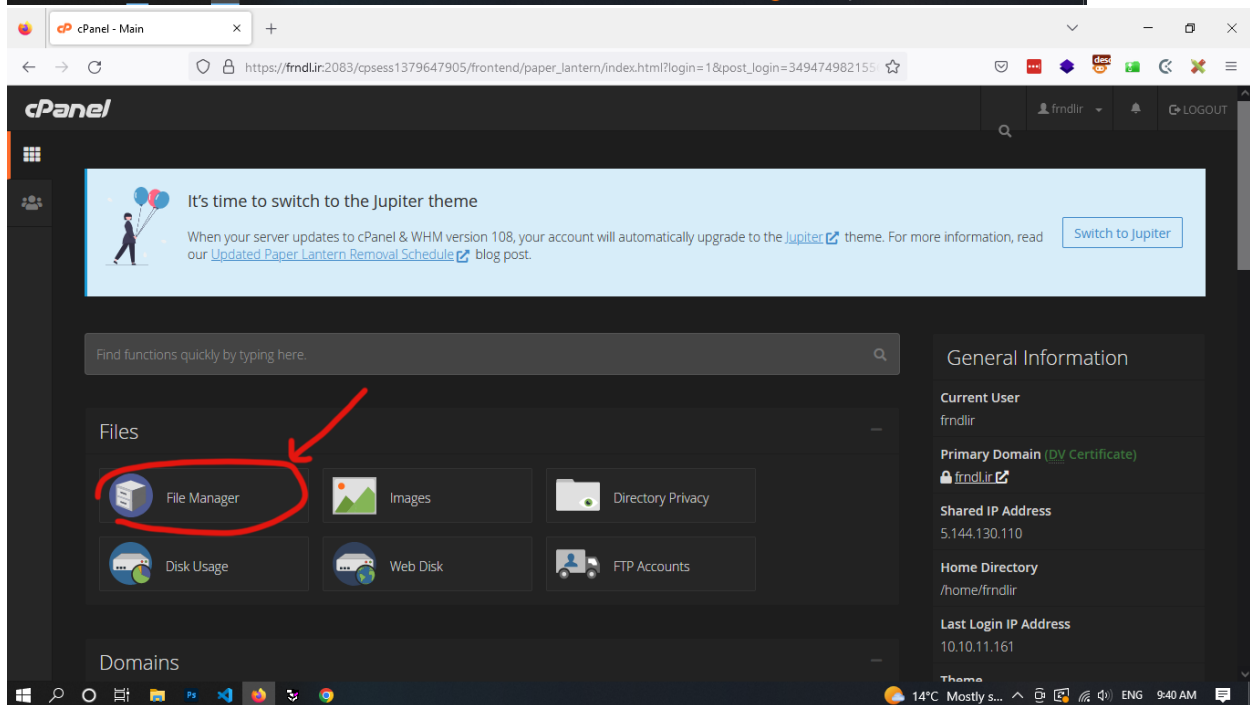 cPanel - Main
https://frndl.ir:2083/cpsess1379647905/frontend/paper_lantern/index.html?login=1&post_login=349474982155
cPanel
frndlir
LOGOUT
It's time to switch to the Jupiter theme
When your server updates to cPanel & WHM version 108, your account will automatically upgrade to the Jupiter theme. For more information, read
our Updated Paper Lantern Removal Schedule blog post.
Switch to Jupiter
Find functions quickly by typing here.
Files
File Manager
Images
Directory Privacy
Disk Usage
Web Disk
FTP Accounts
Domains
General Information
Current User
frndlir
Primary Domain (DV Certificate)
frndl.ir
Shared IP Address
5.144.130.110
Home Directory
/home/frndlir
Last Login IP Address
10.10.11.161
Theme
14°C Mostly s...
ENG
9:40 AM